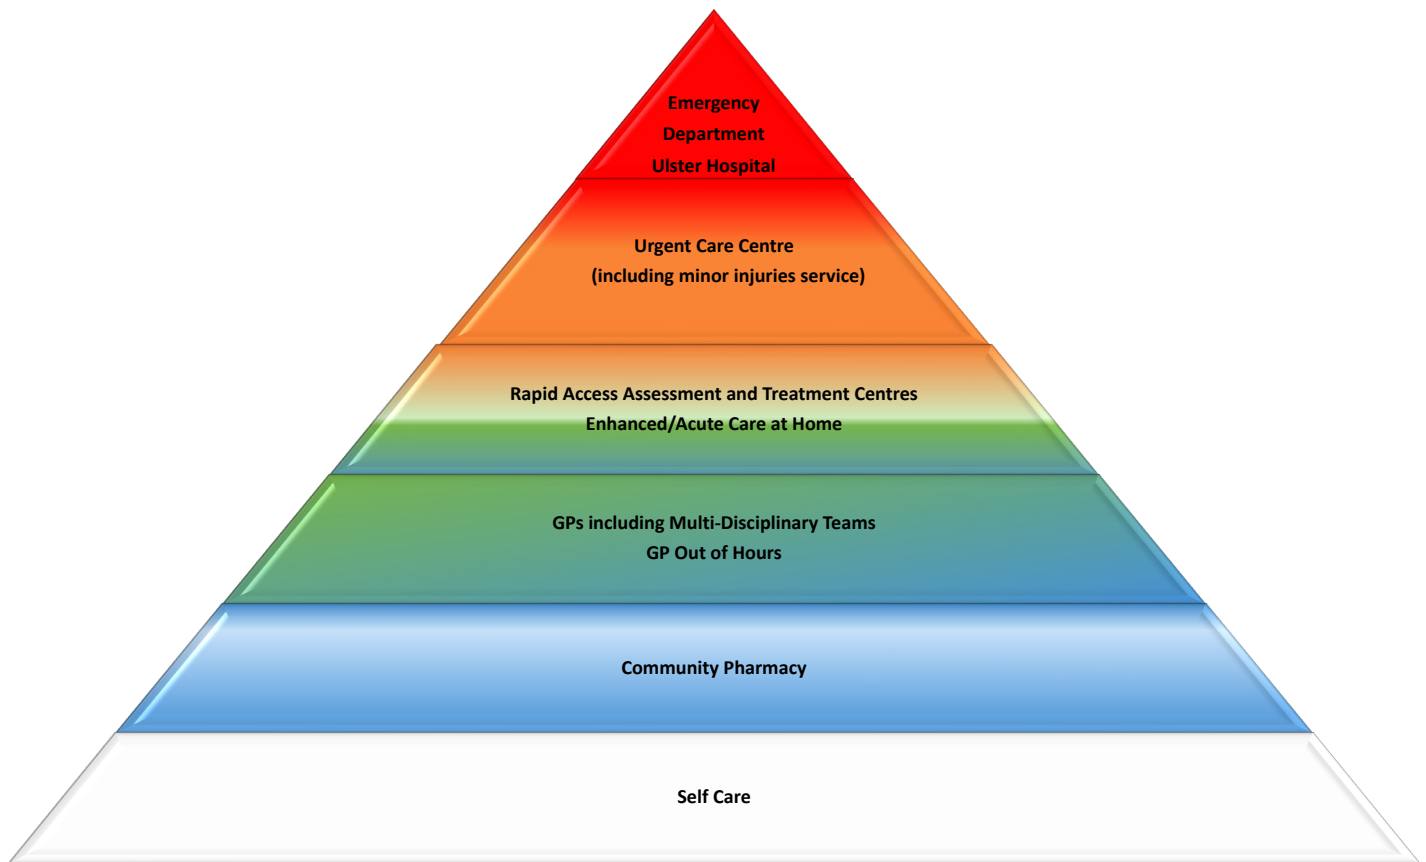 Emergency
Department
Ulster Hospital
Urgent Care Centre
(including minor injuries service)
Rapid Access Assessment and Treatment Centres
Enhanced/Acute Care at Home
GPs including Multi-Disciplinary Teams
GP Out of Hours
Community Pharmacy
Self Care